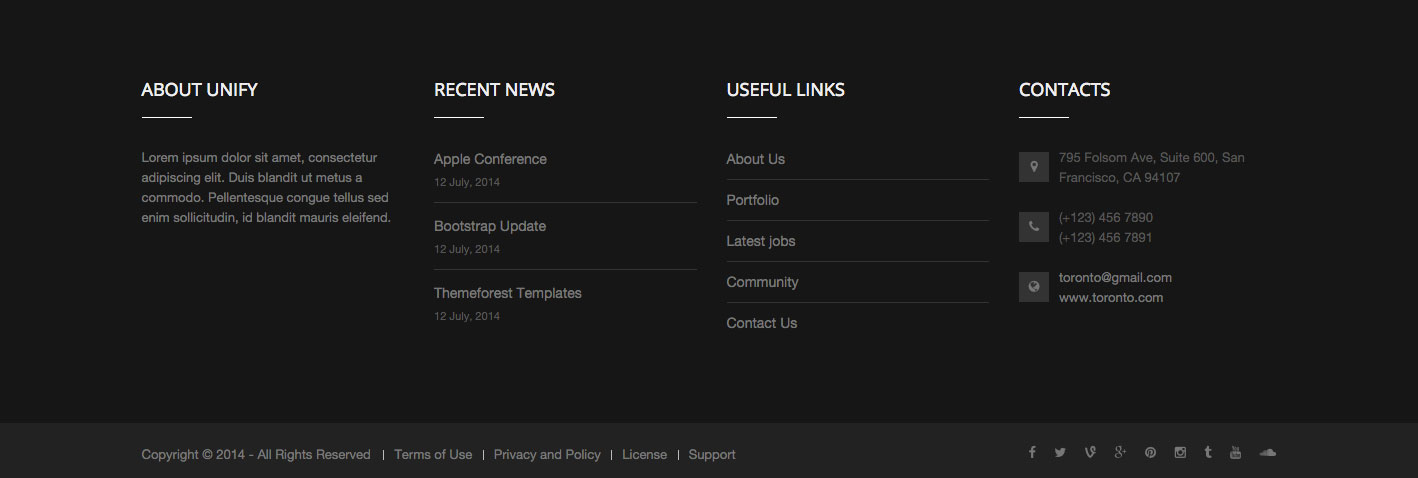 ABOUT UNIFY
Lorem ipsum dolor sit amet, consectetur
adipiscing elit. Duis blandit ut metus a
commodo. Pellentesque congue tellus sed
enim sollicitudin, id blandit mauris eleifend.
RECENT NEWS
Apple Conference
12 July, 2014
Bootstrap Update
12 July, 2014
Themeforest Templates
12 July, 2014
USEFUL LINKS
About Us
Portfolio
Latest jobs
Community
Contact Us
CONTACTS
795 Folsom Ave, Suite 600, San
Francisco, CA 94107
(+123) 456 7890
(+123) 456 7891
toronto@gmail.com
www.toronto.com
Copyright © 2014 - All Rights Reserved | Terms of Use | Privacy and Policy | License | Support